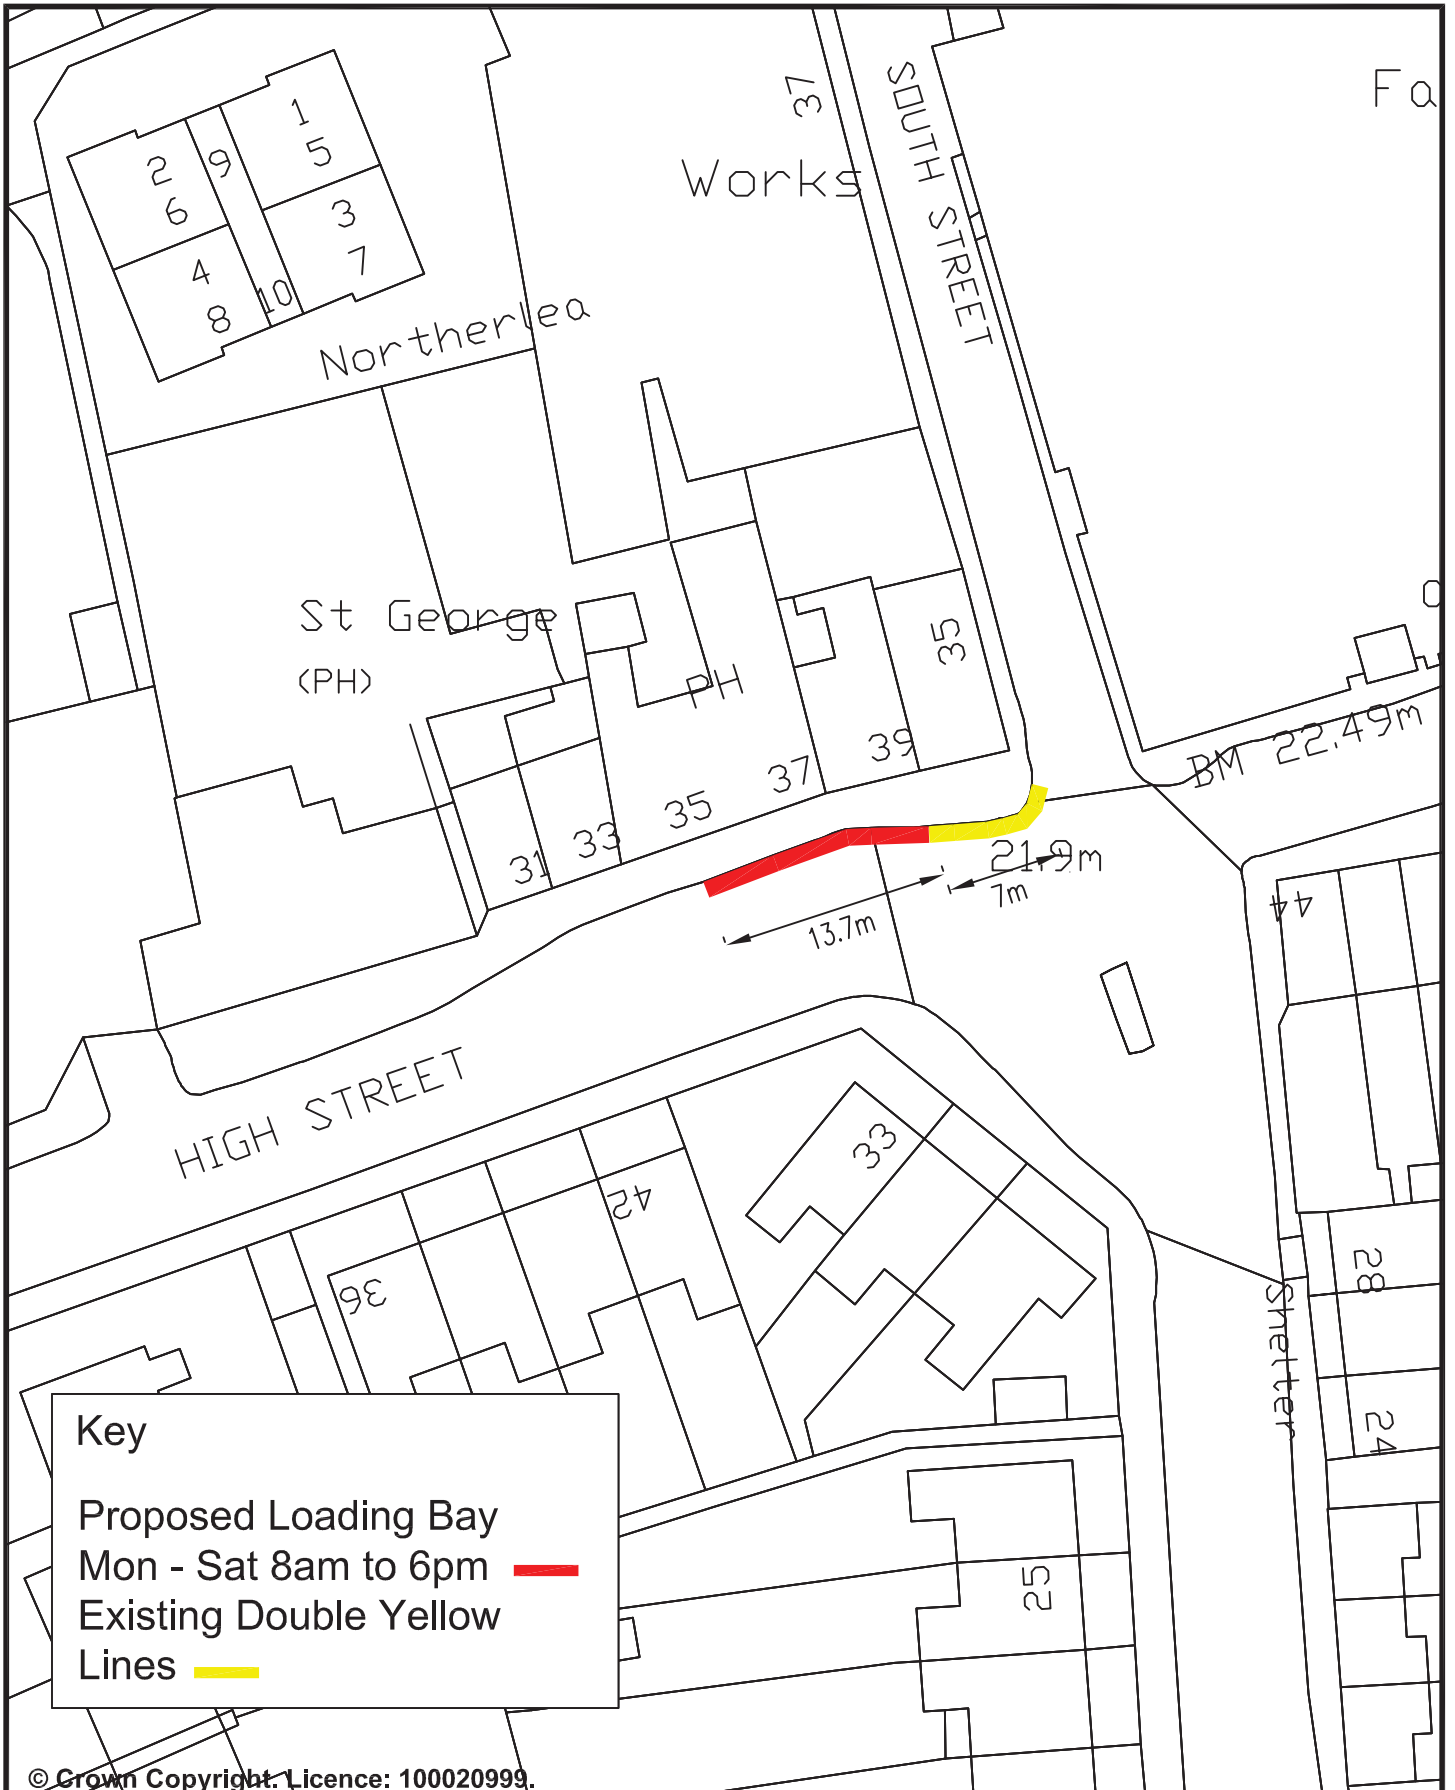 Fa
37
SOUTH STREET
Works
1
5
2
9
6
3
7
4
10
8
Northerlea
St George
(PH)
PH
35
BM 22.49m
39
37
35
33
31
21.9m
7m
13.7m
44
HIGH STREET
33
42
36
28
Shelter
24
25
Key
Proposed Loading Bay
Mon - Sat 8am to 6pm
Existing Double Yellow
Lines
© Crown Copyright. Licence: 100020999.